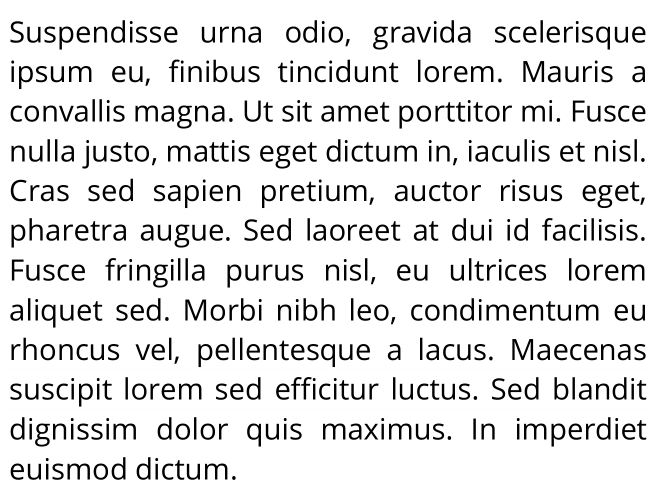 Suspendisse urna odio, gravida scelerisque
ipsum eu, finibus tincidunt lorem. Mauris a
convallis magna. Ut sit amet porttitor mi. Fusce
nulla justo, mattis eget dictum in, iaculis et nisl.
Cras sed sapien pretium, auctor risus eget,
pharetra augue. Sed laoreet at dui id facilisis.
Fusce fringilla purus nisl, eu ultrices lorem
aliquet sed. Morbi nibh leo, condimentum eu
rhoncus vel, pellentesque a lacus. Maecenas
suscipit lorem sed efficitur luctus. Sed blandit
dignissim dolor quis maximus. In imperdiet
euismod dictum.